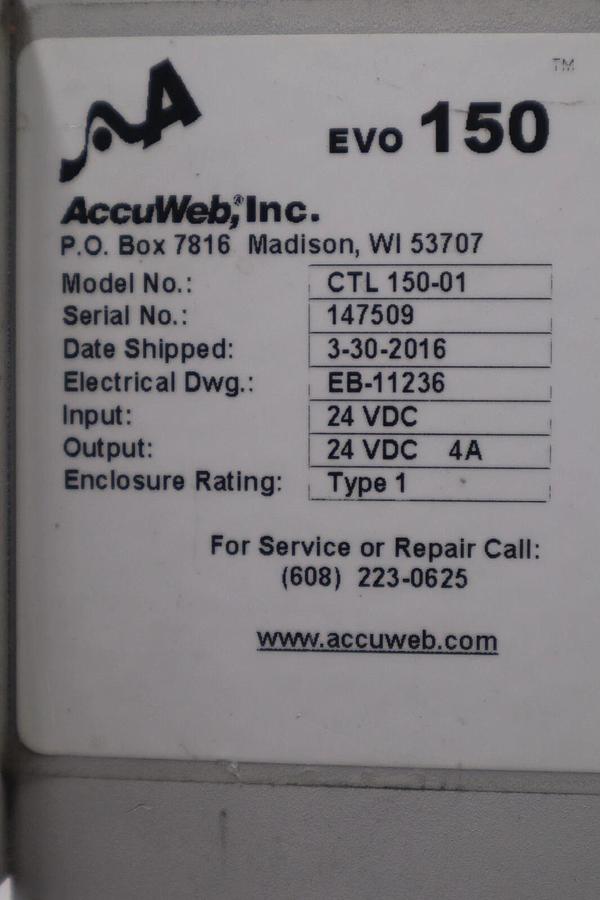 ™
EVO 150
AccuWeb,® Inc.
P.O. Box 7816 Madison, WI 53707
Model No.: CTL 150-01
Serial No.: 147509
Date Shipped: 3-30-2016
Electrical Dwg.: EB-11236
Input: 24 VDC
Output: 24 VDC 4A
Enclosure Rating: Type 1
For Service or Repair Call:
(608) 223-0625
www.accuweb.com